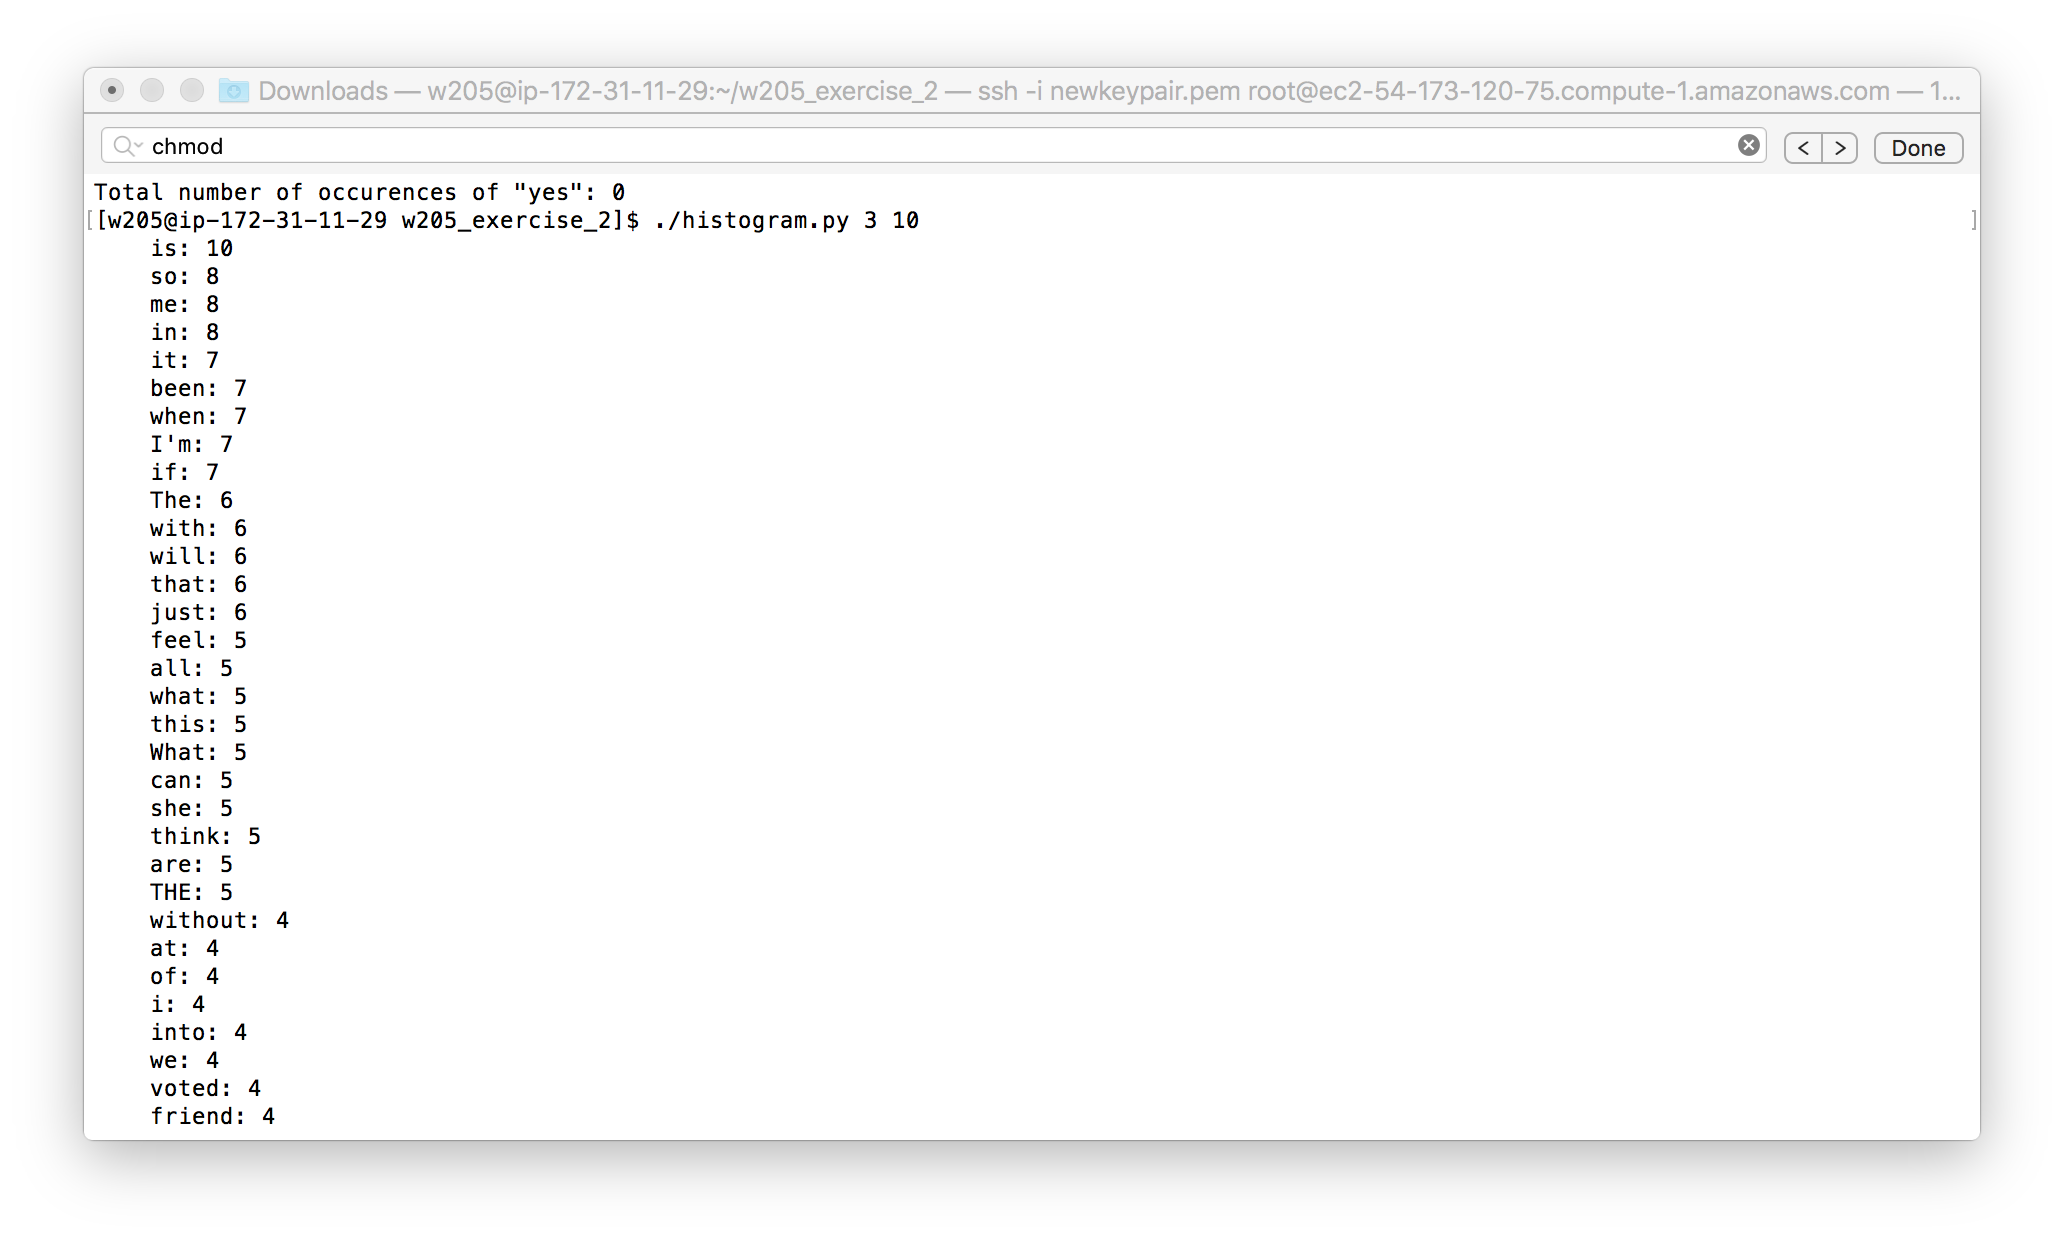 Downloads — w205@ip-172-31-11-29:~/w205_exercise_2 — ssh -i newkeypair.pem root@ec2-54-173-120-75.compute-1.amazonaws.com — 1...
chmod
< > Done
Total number of occurences of "yes": 0
[[w205@ip-172-31-11-29 w205_exercise_2]$ ./histogram.py 3 10 ]
is: 10
so: 8
me: 8
in: 8
it: 7
been: 7
when: 7
I'm: 7
if: 7
The: 6
with: 6
will: 6
that: 6
just: 6
feel: 5
all: 5
what: 5
this: 5
What: 5
can: 5
she: 5
think: 5
are: 5
THE: 5
without: 4
at: 4
of: 4
i: 4
into: 4
we: 4
voted: 4
friend: 4